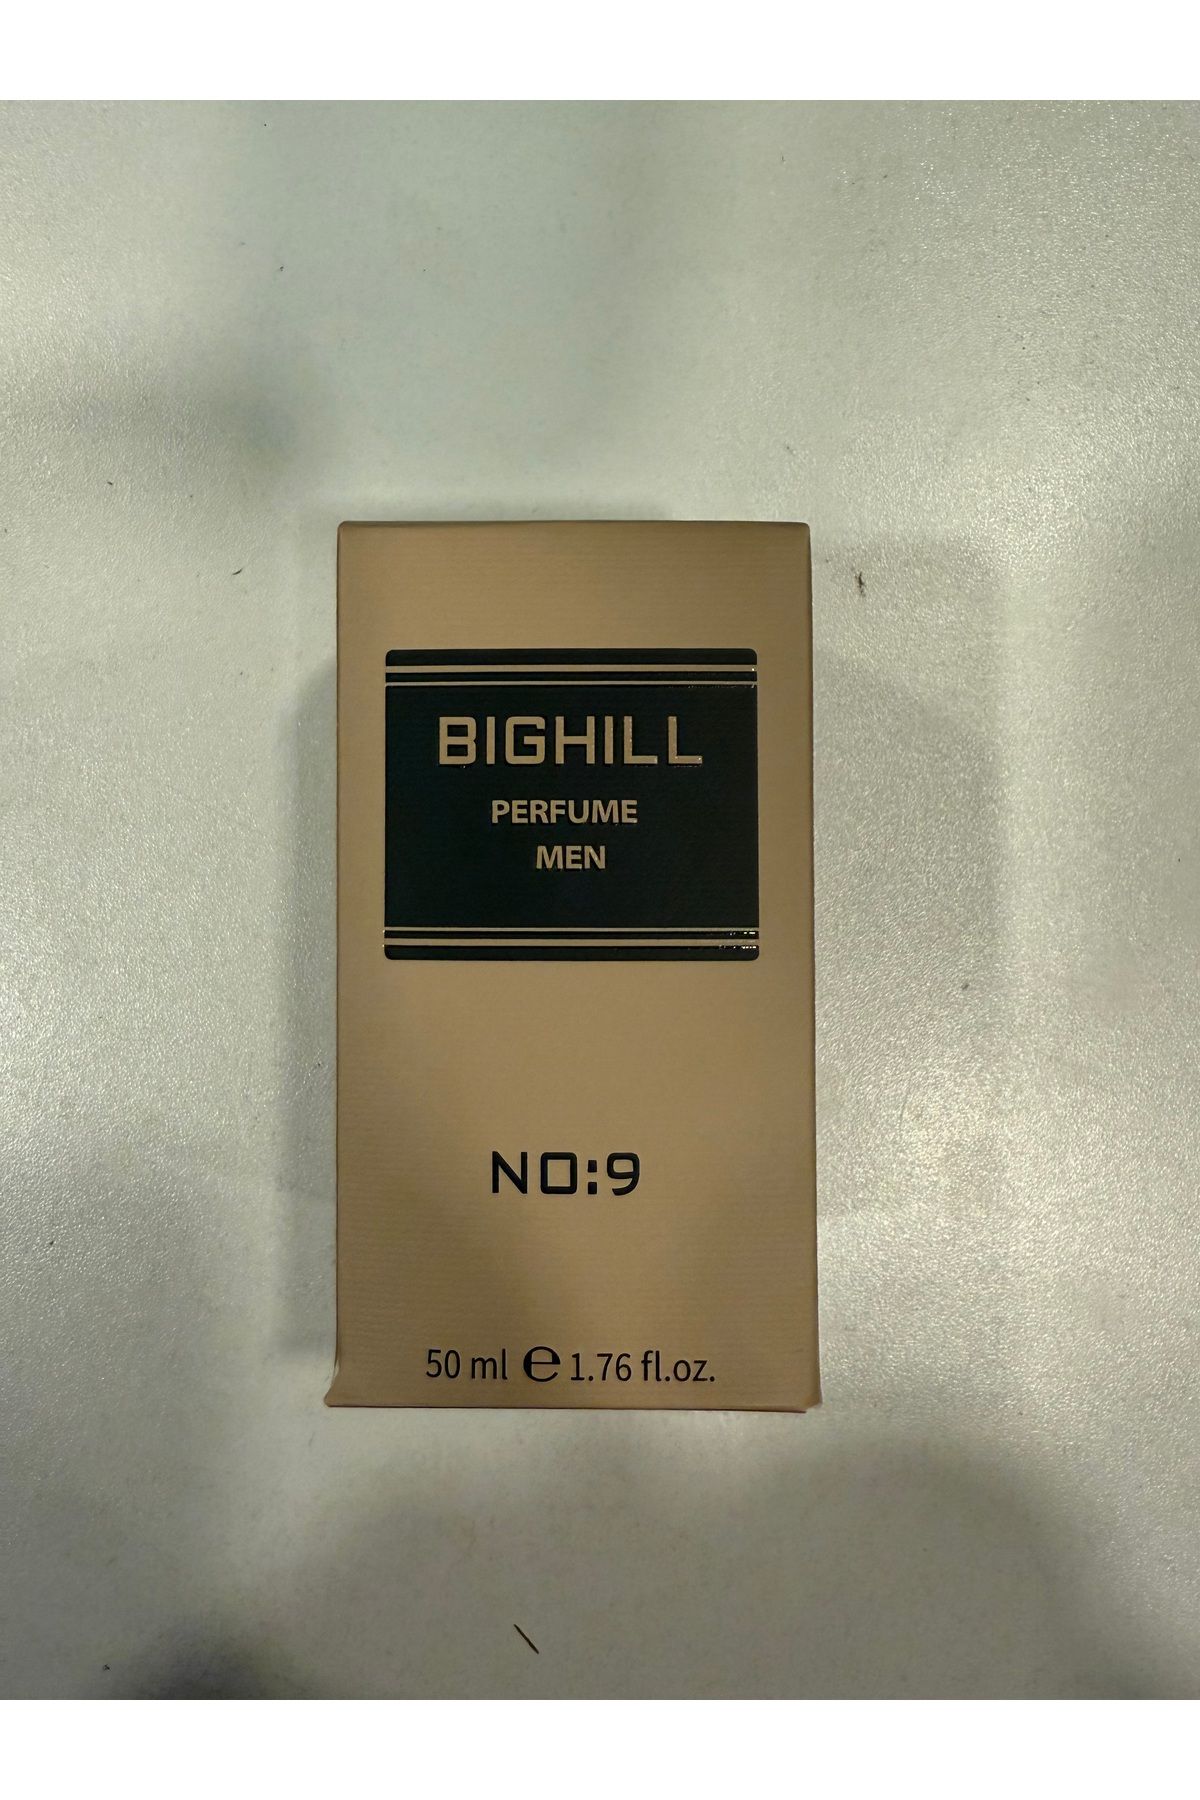 BIGHILL
PERFUME
MEN
NO:9
50 ml ℮ 1.76 fl.oz.